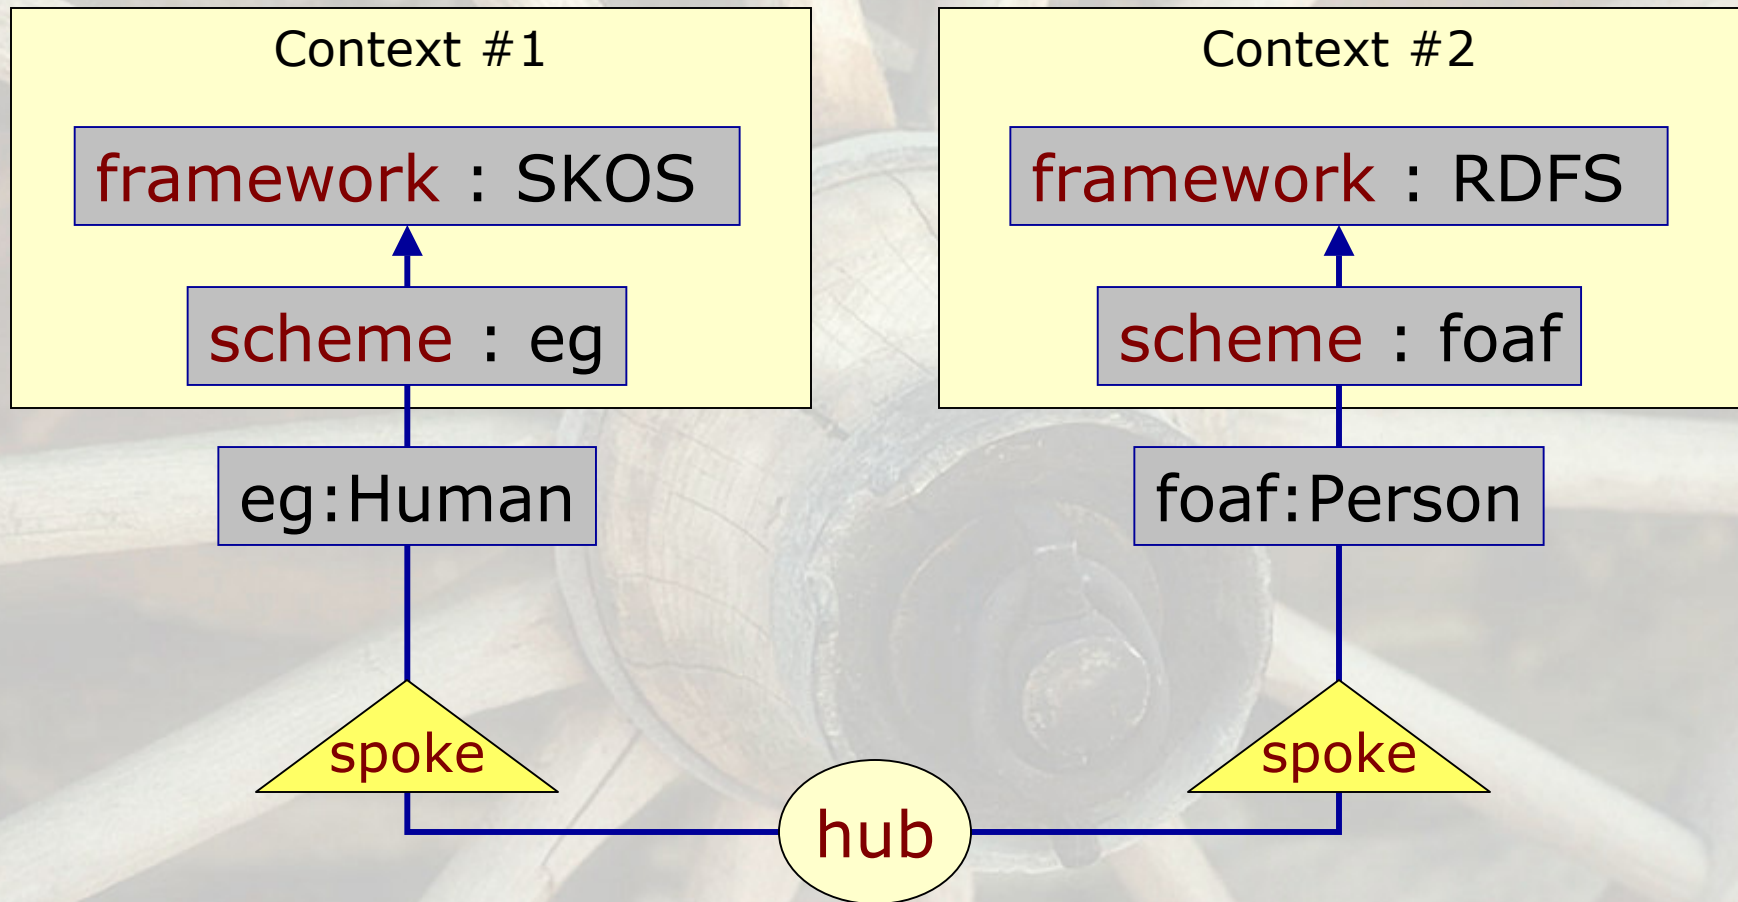 Context #1
framework : SKOS
scheme : eg
eg:Human
spoke
Context #2
framework : RDFS
scheme : foaf
foaf:Person
spoke
hub